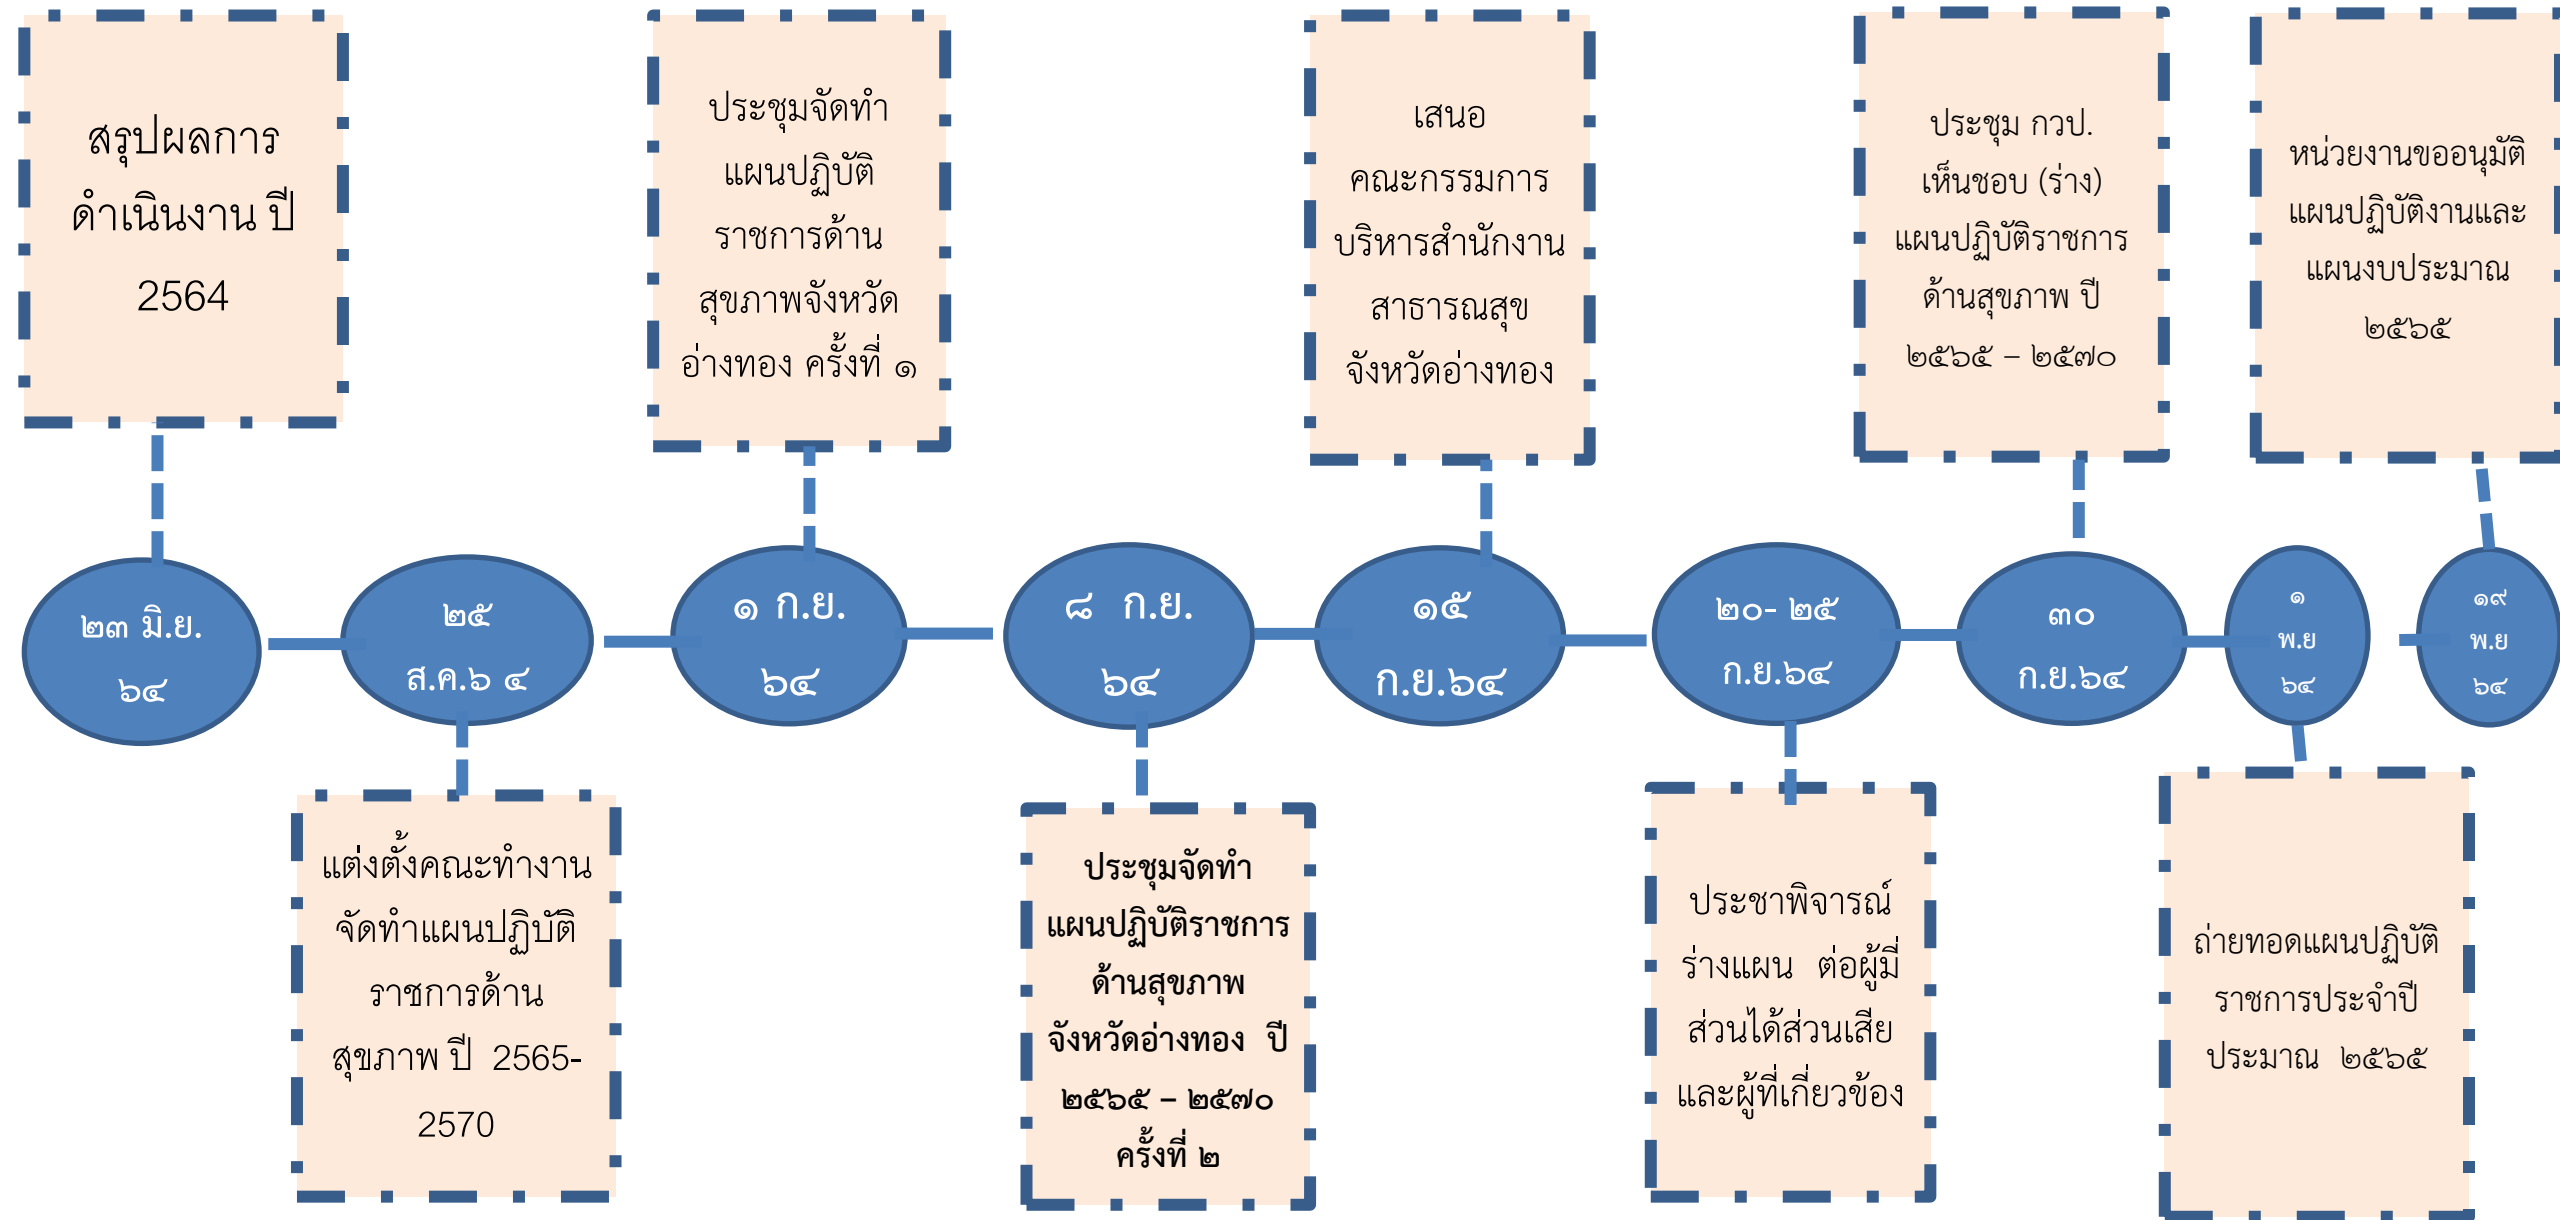 สรุปผลการ
ดำเนินงาน ปี
2564
ประชุมจัดทำ
แผนปฏิบัติ
ราชการด้าน
สุขภาพจังหวัด
อ่างทอง ครั้งที่ ๑
เสนอ
คณะกรรมการ
บริหารสำนักงาน
สาธารณสุข
จังหวัดอ่างทอง
ประชุม กวป.
เห็นชอบ (ร่าง)
แผนปฏิบัติราชการ
ด้านสุขภาพ ปี
๒๕๖๕ – ๒๕๗๐
หน่วยงานขออนุมัติ
แผนปฏิบัติงานและ
แผนงบประมาณ
๒๕๖๕
๒๓ มิ.ย.
๖๔
๒๕
ส.ค.๖ ๔
๑ ก.ย.
๖๔
๘ ก.ย.
๖๔
๑๕
ก.ย.๖๔
๒๐- ๒๕
ก.ย.๖๔
๓๐
ก.ย.๖๔
๑
พ.ย
๖๔
๑๙
พ.ย
๖๔
แต่งตั้งคณะทำงาน
จัดทำแผนปฏิบัติ
ราชการด้าน
สุขภาพ ปี 2565-
2570
ประชุมจัดทำ
แผนปฏิบัติราชการ
ด้านสุขภาพ
จังหวัดอ่างทอง ปี
๒๕๖๕ – ๒๕๗๐
ครั้งที่ ๒
ประชาพิจารณ์
ร่างแผน ต่อผู้มี
ส่วนได้ส่วนเสีย
และผู้ที่เกี่ยวข้อง
ถ่ายทอดแผนปฏิบัติ
ราชการประจำปี
ประมาณ ๒๕๖๕